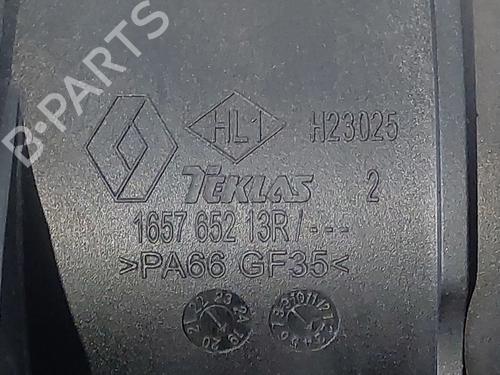 B-PARTS
HL1 H23025
TEKLAS 2
1657 652 13R/---
>PA66 GF35<